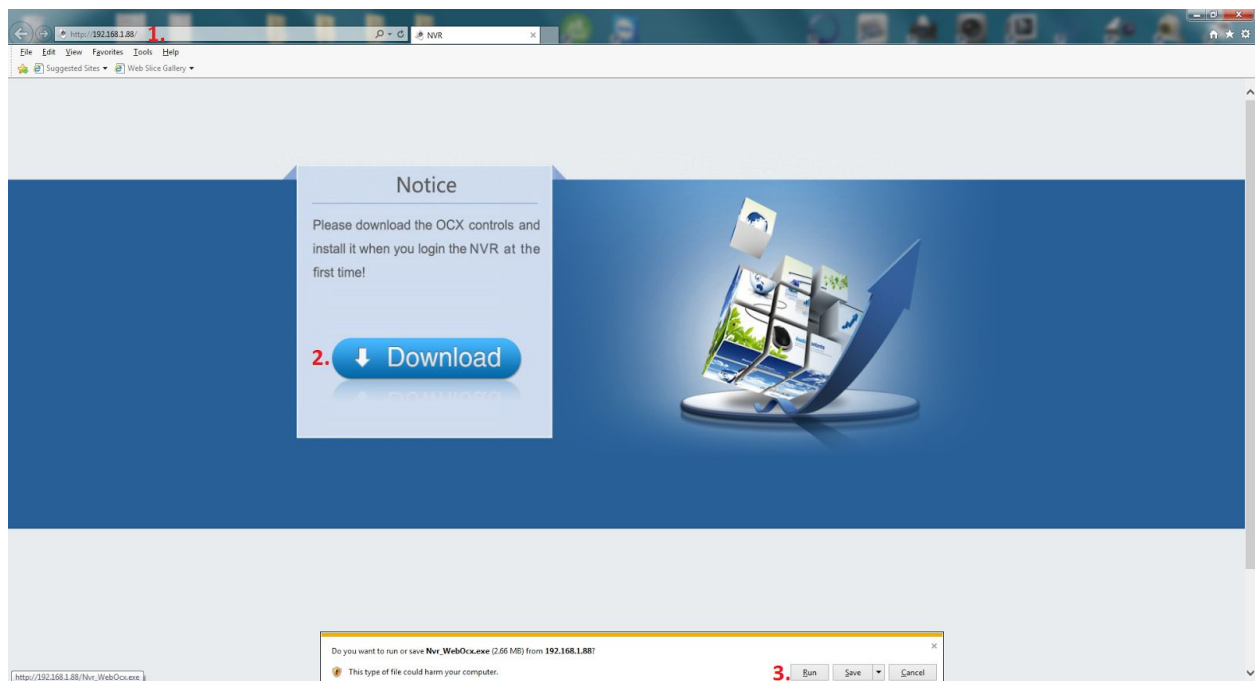 http://192.168.1.88/
1.
NVR
File Edit View Favorites Tools Help
Suggested Sites Web Slice Gallery
Notice
Please download the OCX controls and
install it when you login the NVR at the
first time!
2.
Download
Do you want to run or save Nvr_WebOcx.exe (2.66 MB) from 192.168.1.88?
This type of file could harm your computer.
3.
Run Save Cancel
http://192.168.1.88/Nvr_WebOcx.exe